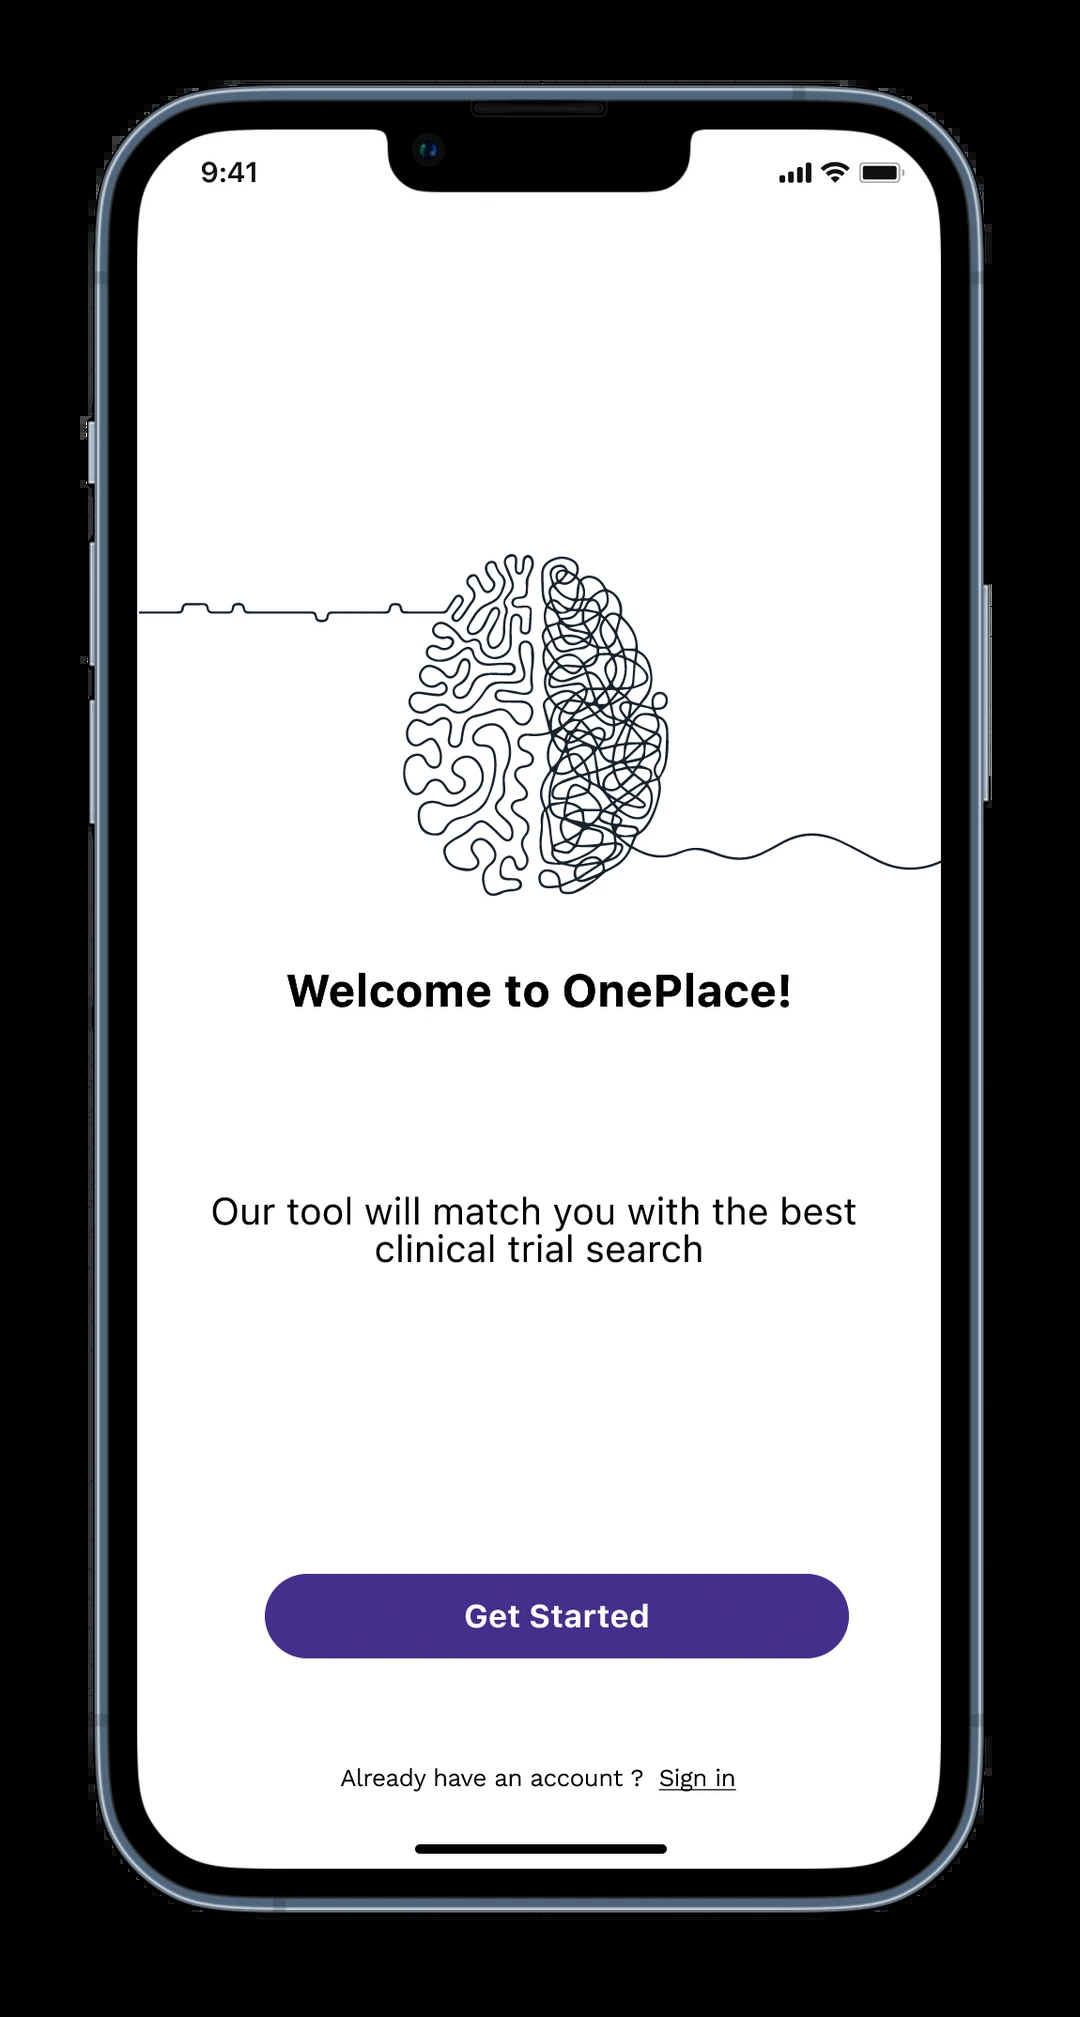 9:41
Welcome to OnePlace!
Our tool will match you with the best
clinical trial search
Get Started
Already have an account ? Sign in